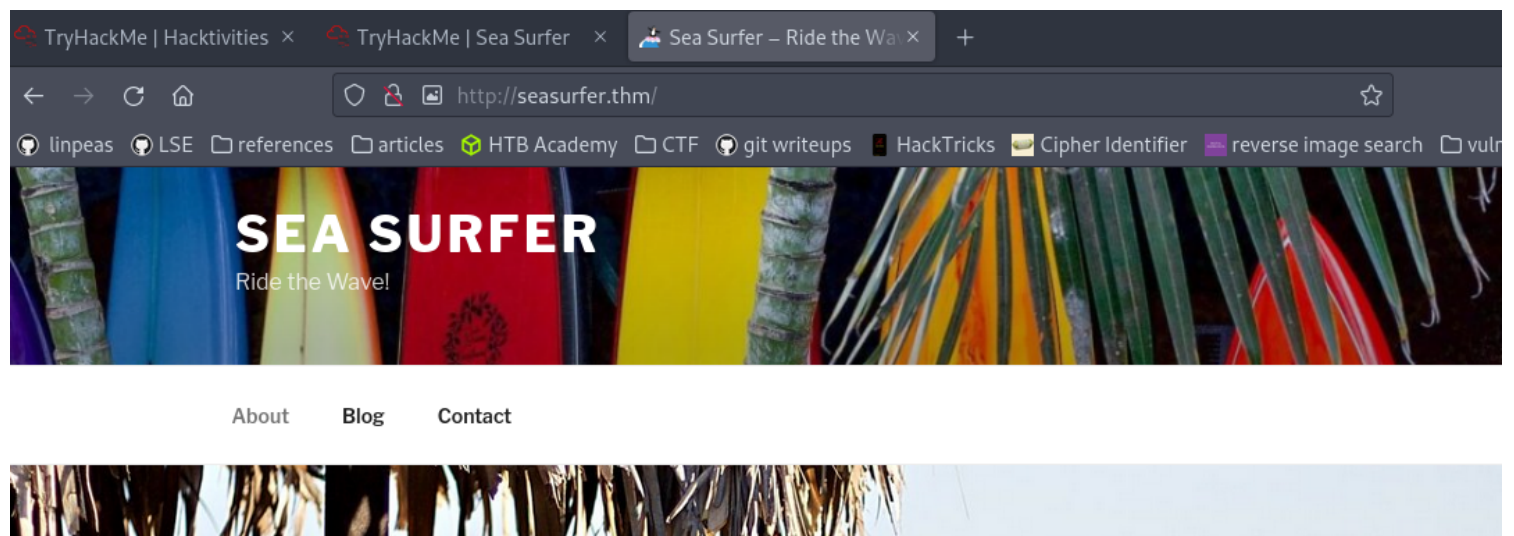 TryHackMe | Hacktivities
TryHackMe | Sea Surfer
Sea Surfer – Ride the Wav
http://seasurfer.thm/
linpeas LSE references articles HTB Academy CTF git writeups HackTricks Cipher Identifier reverse image search vuln
SEA SURFER
Ride the Wave!
About Blog Contact